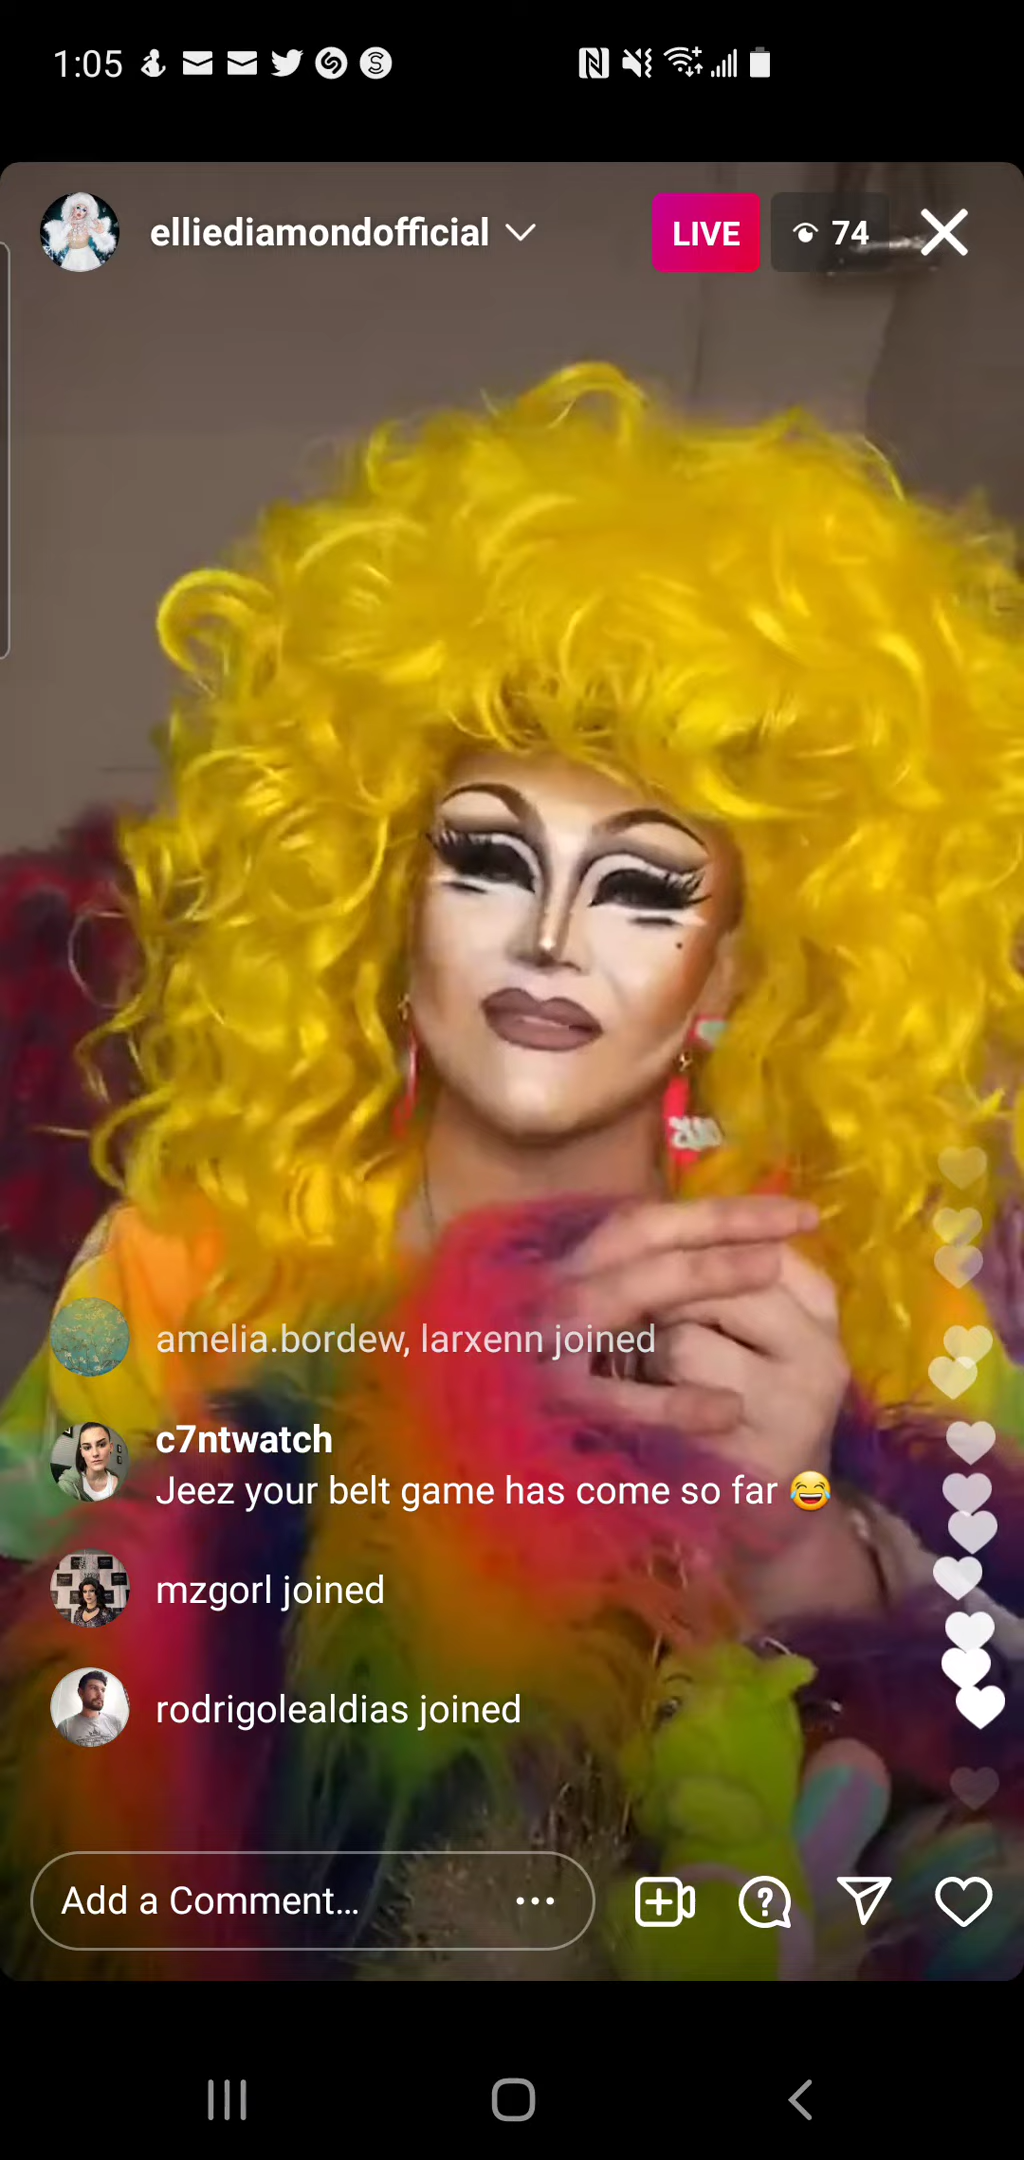 1:05
elliediamondofficial
LIVE
74
amelia.bordew, larxenn joined
c7ntwatch
Jeez your belt game has come so far 😂
mzgorl joined
rodrigolealdias joined
Add a Comment...